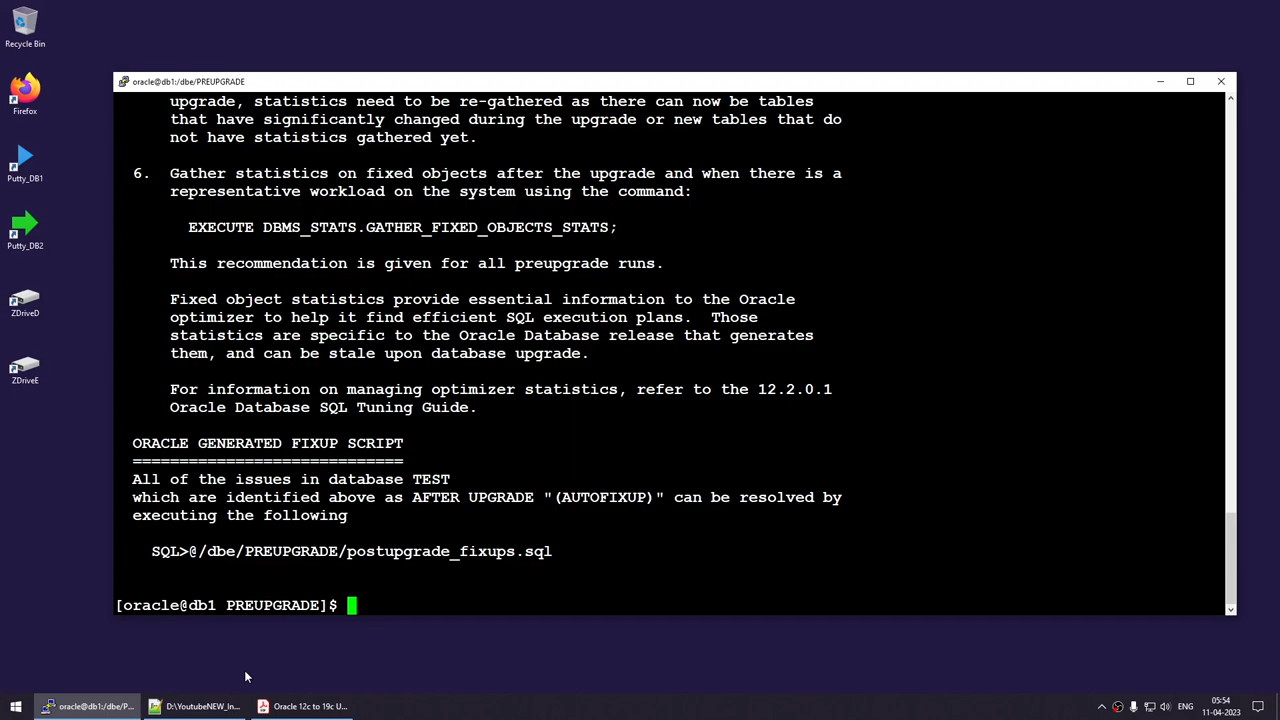 Recycle Bin
Firefox
Putty_DB1
Putty_DB2
ZDriveD
ZDriveE
oracle@db1:/dbe/PREUPGRADE
upgrade, statistics need to be re-gathered as there can now be tables
that have significantly changed during the upgrade or new tables that do
not have statistics gathered yet.
6. Gather statistics on fixed objects after the upgrade and when there is a
representative workload on the system using the command:
EXECUTE DBMS_STATS.GATHER_FIXED_OBJECTS_STATS;
This recommendation is given for all preupgrade runs.
Fixed object statistics provide essential information to the Oracle
optimizer to help it find efficient SQL execution plans.  Those
statistics are specific to the Oracle Database release that generates
them, and can be stale upon database upgrade.
For information on managing optimizer statistics, refer to the 12.2.0.1
Oracle Database SQL Tuning Guide.
ORACLE GENERATED FIXUP SCRIPT
=============================
All of the issues in database TEST
which are identified above as AFTER UPGRADE "(AUTOFIXUP)" can be resolved by
executing the following
SQL>@/dbe/PREUPGRADE/postupgrade_fixups.sql
[oracle@db1 PREUPGRADE]$
oracle@db1:/dbe/P...
D:\YoutubeNEW_In...
Oracle 12c to 19c U...
ENG
05:54
11-04-2023